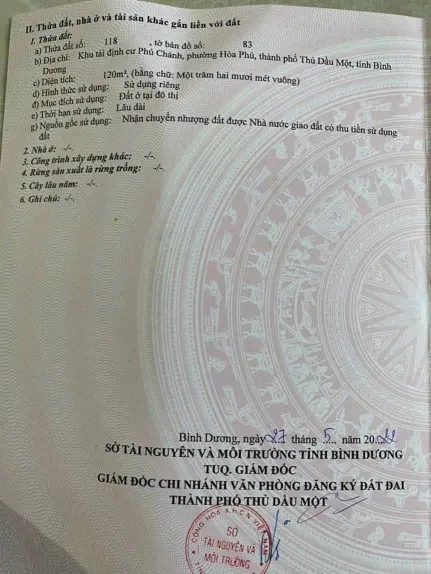 II. Thửa đất, nhà ở và tài sản khác gắn liền với đất
1. Thửa đất:
a) Thửa đất số: 118 , tờ bản đồ số: 83
b) Địa chỉ: Khu tái định cư Phú Chánh, phường Hòa Phú, thành phố Thủ Dầu Một, tỉnh Bình
Dương
c) Diện tích: 120m², (bằng chữ: Một trăm hai mươi mét vuông)
d) Hình thức sử dụng: Sử dụng riêng
đ) Mục đích sử dụng: Đất ở tại đô thị
e) Thời hạn sử dụng: Lâu dài
g) Nguồn gốc sử dụng: Nhận chuyển nhượng đất được Nhà nước giao đất có thu tiền sử dụng
đất
2. Nhà ở: -/-.
3. Công trình xây dựng khác: -/-.
4. Rừng sản xuất là rừng trồng: -/-.
5. Cây lâu năm: -/-.
6. Ghi chú: -/-.
Bình Dương, ngày 27 tháng 5 năm 2022
SỞ TÀI NGUYÊN VÀ MÔI TRƯỜNG TỈNH BÌNH DƯƠNG
TUQ. GIÁM ĐỐC
GIÁM ĐỐC CHI NHÁNH VĂN PHÒNG ĐĂNG KÝ ĐẤT ĐAI
THÀNH PHỐ THỦ DẦU MỘT
CỘNG HÒA X.H.C.N VIỆT NAM
SỞ
TÀI NGUYÊN VÀ
MÔI TRƯỜNG